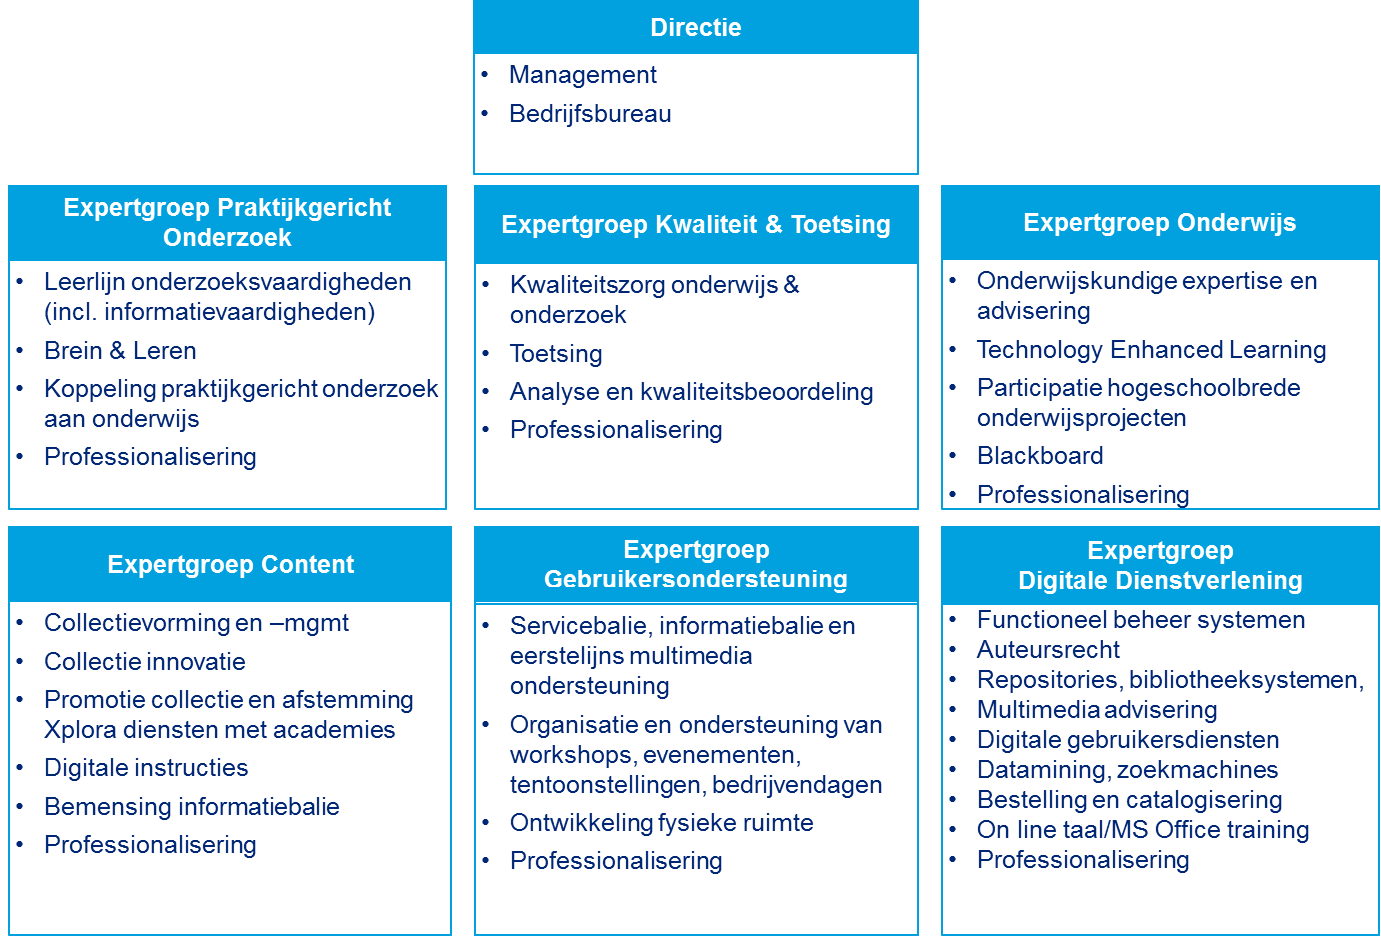 Directie
• Management
• Bedrijfsbureau
Expertgroep Praktijkgericht
Onderzoek
• Leerlijn onderzoeksvaardigheden
(incl. informatievaardigheden)
• Brein & Leren
• Koppeling praktijkgericht onderzoek
aan onderwijs
• Professionalisering
Expertgroep Kwaliteit & Toetsing
• Kwaliteitszorg onderwijs &
onderzoek
• Toetsing
• Analyse en kwaliteitsbeoordeling
• Professionalisering
Expertgroep Onderwijs
• Onderwijskundige expertise en
advisering
• Technology Enhanced Learning
• Participatie hogeschoolbrede
onderwijsprojecten
• Blackboard
• Professionalisering
Expertgroep Content
• Collectievorming en –mgmt
• Collectie innovatie
• Promotie collectie en afstemming
Xplora diensten met academies
• Digitale instructies
• Bemensing informatiebalie
• Professionalisering
Expertgroep
Gebruikersondersteuning
• Servicebalie, informatiebalie en
eerstelijns multimedia
ondersteuning
• Organisatie en ondersteuning van
workshops, evenementen,
tentoonstellingen, bedrijvendagen
• Ontwikkeling fysieke ruimte
• Professionalisering
Expertgroep
Digitale Dienstverlening
• Functioneel beheer systemen
• Auteursrecht
• Repositories, bibliotheeksystemen,
• Multimedia advisering
• Digitale gebruikersdiensten
• Datamining, zoekmachines
• Bestelling en catalogisering
• On line taal/MS Office training
• Professionalisering